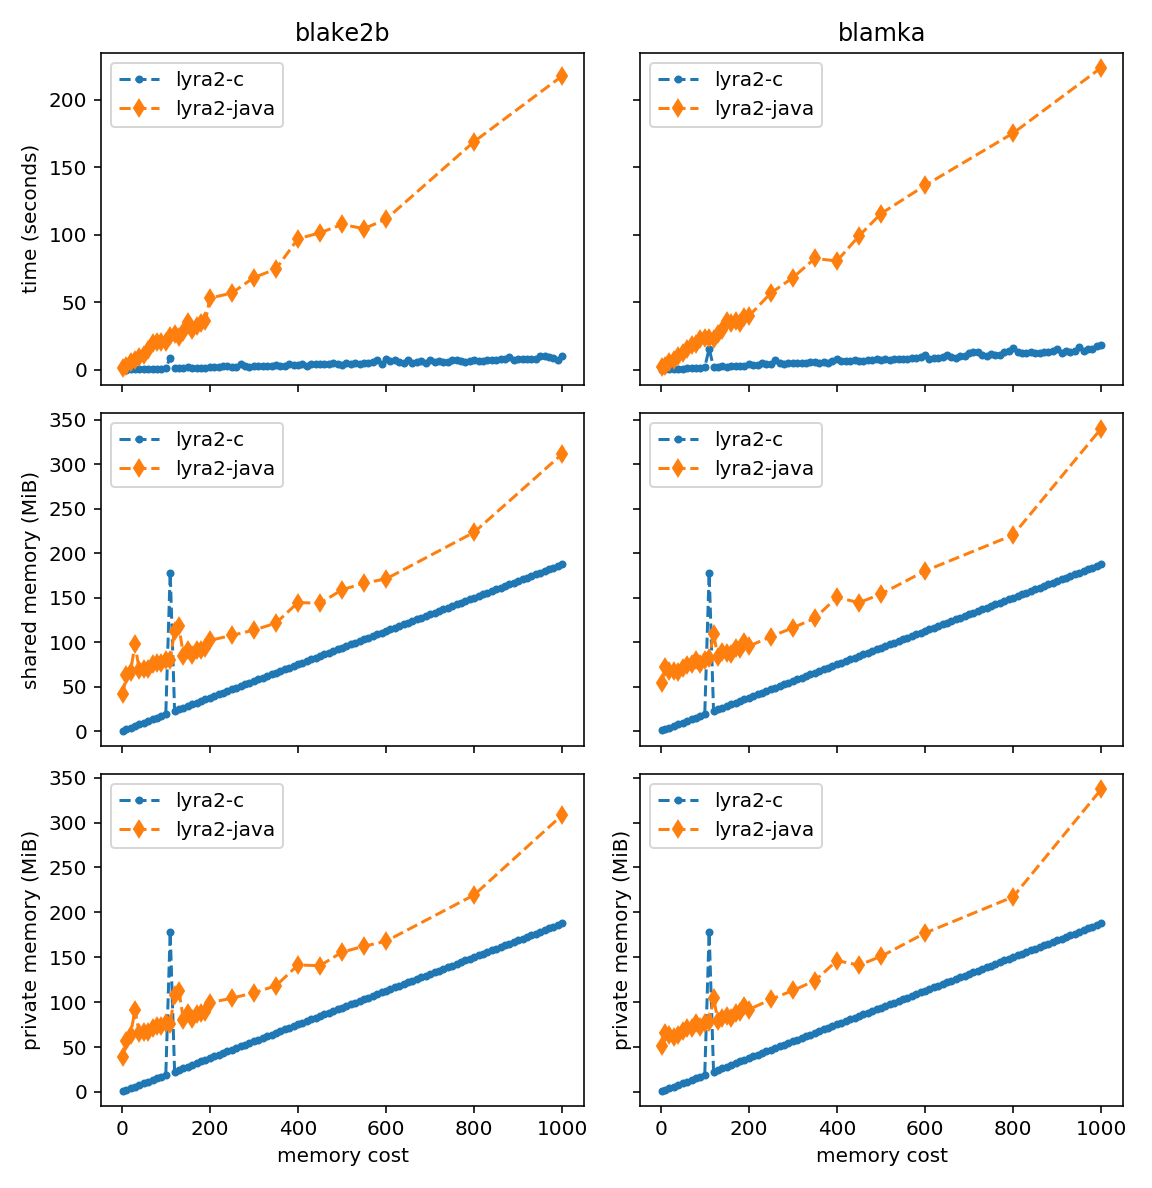 blake2b
blamka
lyra2-c
lyra2-java
lyra2-c
lyra2-java
time (seconds)
200
150
100
50
0
lyra2-c
lyra2-java
lyra2-c
lyra2-java
shared memory (MiB)
350
300
250
200
150
100
50
0
lyra2-c
lyra2-java
lyra2-c
lyra2-java
private memory (MiB)
350
300
250
200
150
100
50
0
private memory (MiB)
0 200 400 600 800 1000
0 200 400 600 800 1000
memory cost
memory cost